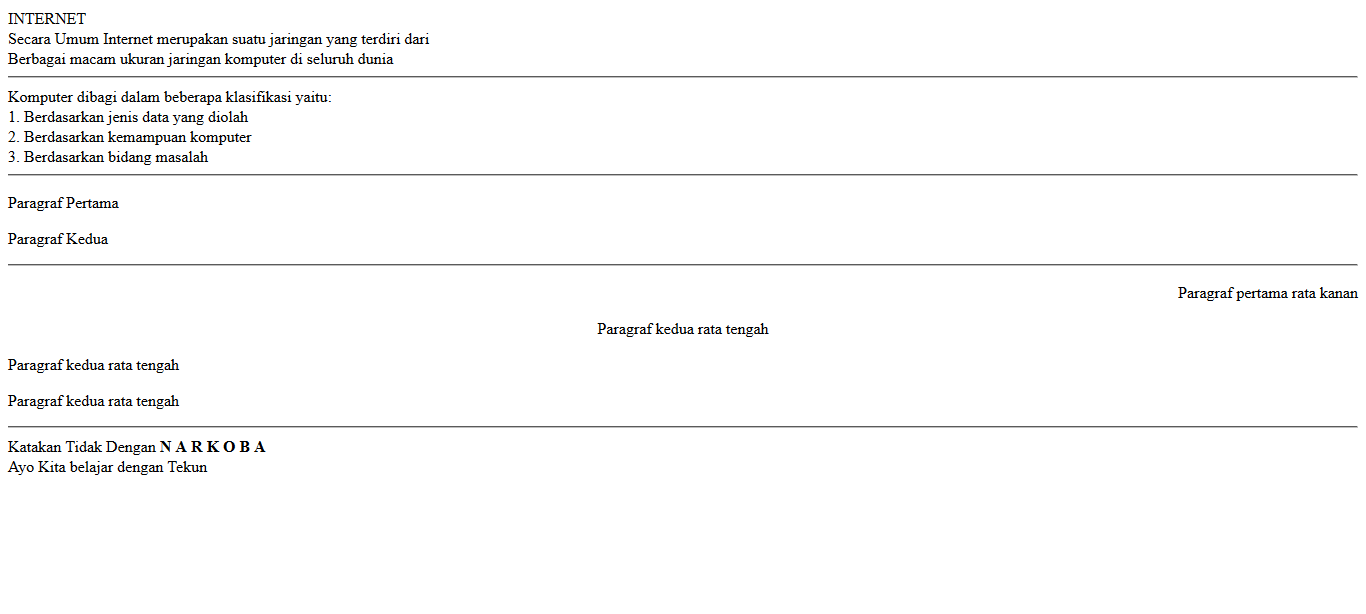 INTERNET
Secara Umum Internet merupakan suatu jaringan yang terdiri dari
Berbagai macam ukuran jaringan komputer di seluruh dunia
Komputer dibagi dalam beberapa klasifikasi yaitu:
1. Berdasarkan jenis data yang diolah
2. Berdasarkan kemampuan komputer
3. Berdasarkan bidang masalah
Paragraf Pertama
Paragraf Kedua
Paragraf pertama rata kanan
Paragraf kedua rata tengah
Paragraf kedua rata tengah
Paragraf kedua rata tengah
Katakan Tidak Dengan N A R K O B A
Ayo Kita belajar dengan Tekun